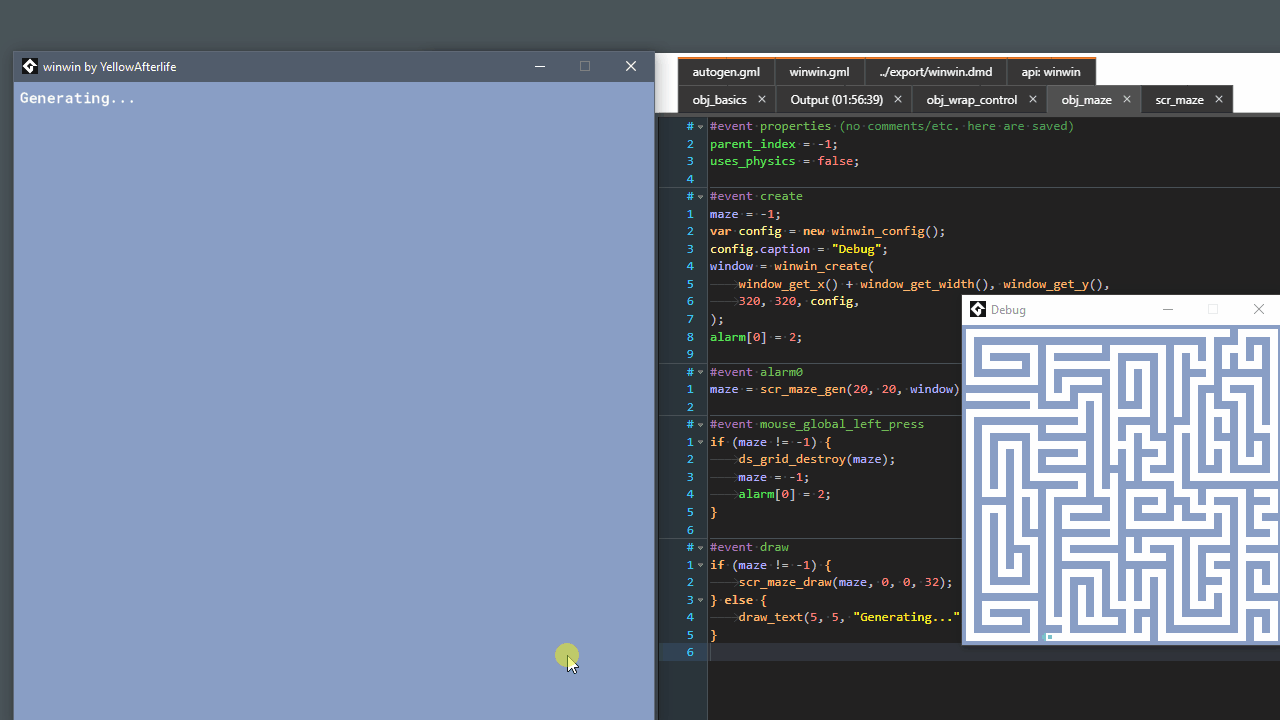 winwin by YellowAfterlife
Generating...
autogen.gml winwin.gml ../export/winwin.dmd api: winwin
obj_basics Output (01:56:39) obj_wrap_control obj_maze scr_maze
# #event properties (no comments/etc. here are saved)
2 parent_index = -1;
3 uses_physics = false;
4
# #event create
1 maze = -1;
2 var config = new winwin_config();
3 config.caption = "Debug";
4 window = winwin_create(
5 window_get_x() + window_get_width(), window_get_y(),
6 320, 320, config,
7 );
8 alarm[0] = 2;
9
# #event alarm0
1 maze = scr_maze_gen(20, 20, window)
2
# #event mouse_global_left_press
1 if (maze != -1) {
2 ds_grid_destroy(maze);
3 maze = -1;
4 alarm[0] = 2;
5 }
6
# #event draw
1 if (maze != -1) {
2 scr_maze_draw(maze, 0, 0, 32);
3 } else {
4 draw_text(5, 5, "Generating..."
5 }
6
Debug